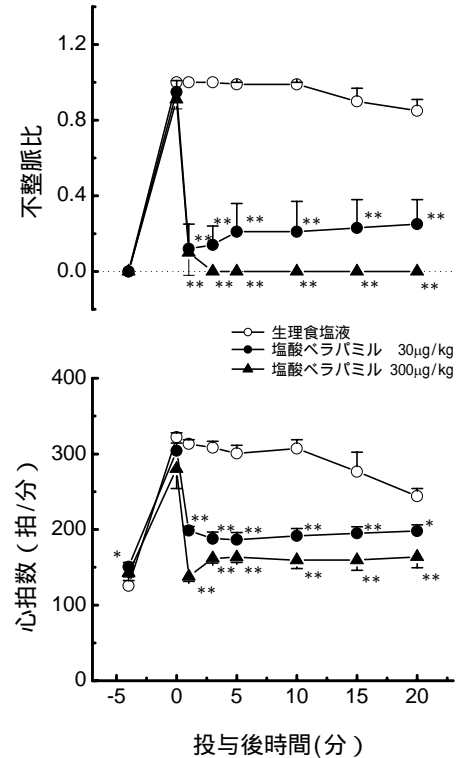 1.2
0.8
0.4
0.0
不整脈比
** ** ** ** ** **
** ** ** ** ** **
生理食塩液
塩酸ベラパミル 30μg/kg
塩酸ベラパミル 300μg/kg
400
300
200
100
0
心拍数(拍/分)
* ** ** ** ** ** *
** ** ** ** ** **
-5 0 5 10 15 20
投与後時間(分)